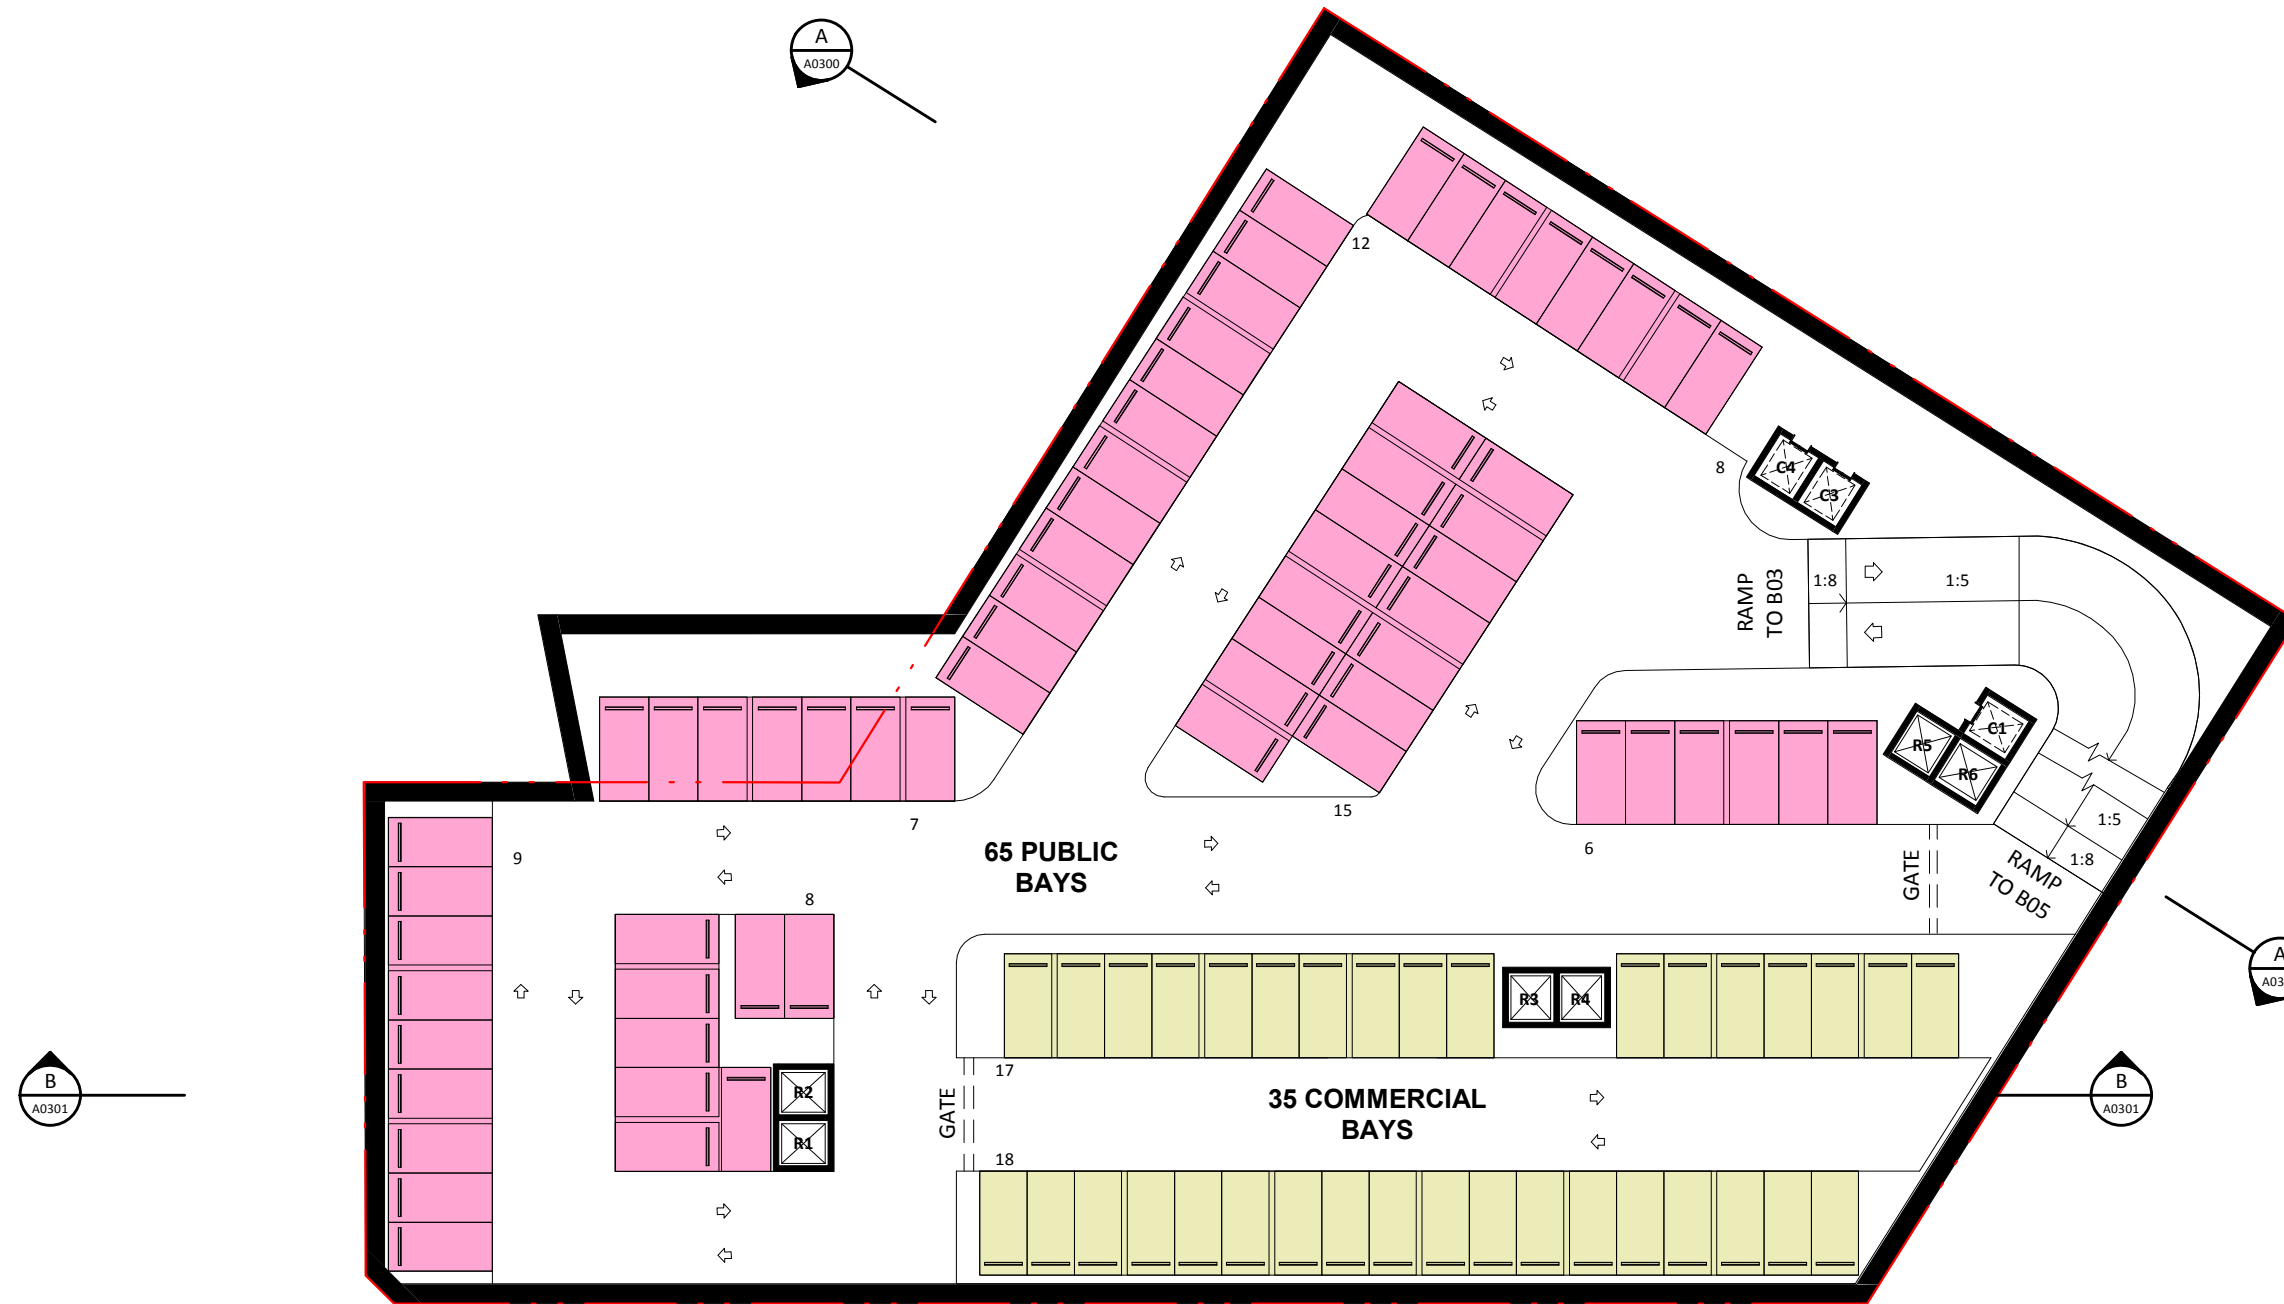 A
A0300
12
8
C4
C3
RAMP
TO B03
1:8
1:5
C1
R5
R6
1:5
1:8
RAMP
TO B05
GATE
7
15
6
65 PUBLIC
BAYS
9
8
R3
R4
A
17
35 COMMERCIAL
BAYS
GATE
18
R2
R1
B
A0301
B
A0301